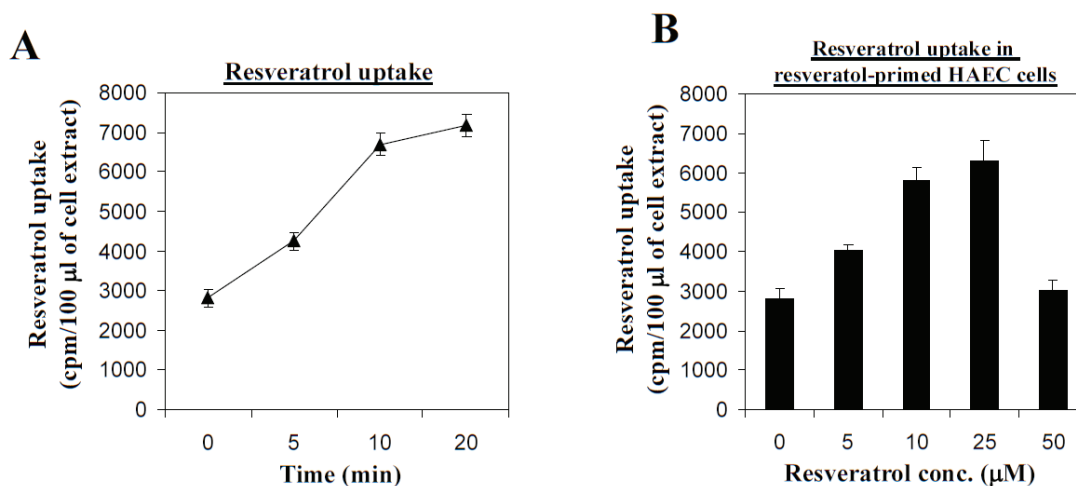 A
Resveratrol uptake
Resveratrol uptake
(cpm/100 µl of cell extract)
8000
7000
6000
5000
4000
3000
2000
1000
0
0 5 10 20
Time (min)
B
Resveratrol uptake in
resveratol-primed HAEC cells
Resveratrol uptake
(cpm/100 µl of cell extract)
8000
7000
6000
5000
4000
3000
2000
1000
0
0 5 10 25 50
Resveratrol conc. (µM)